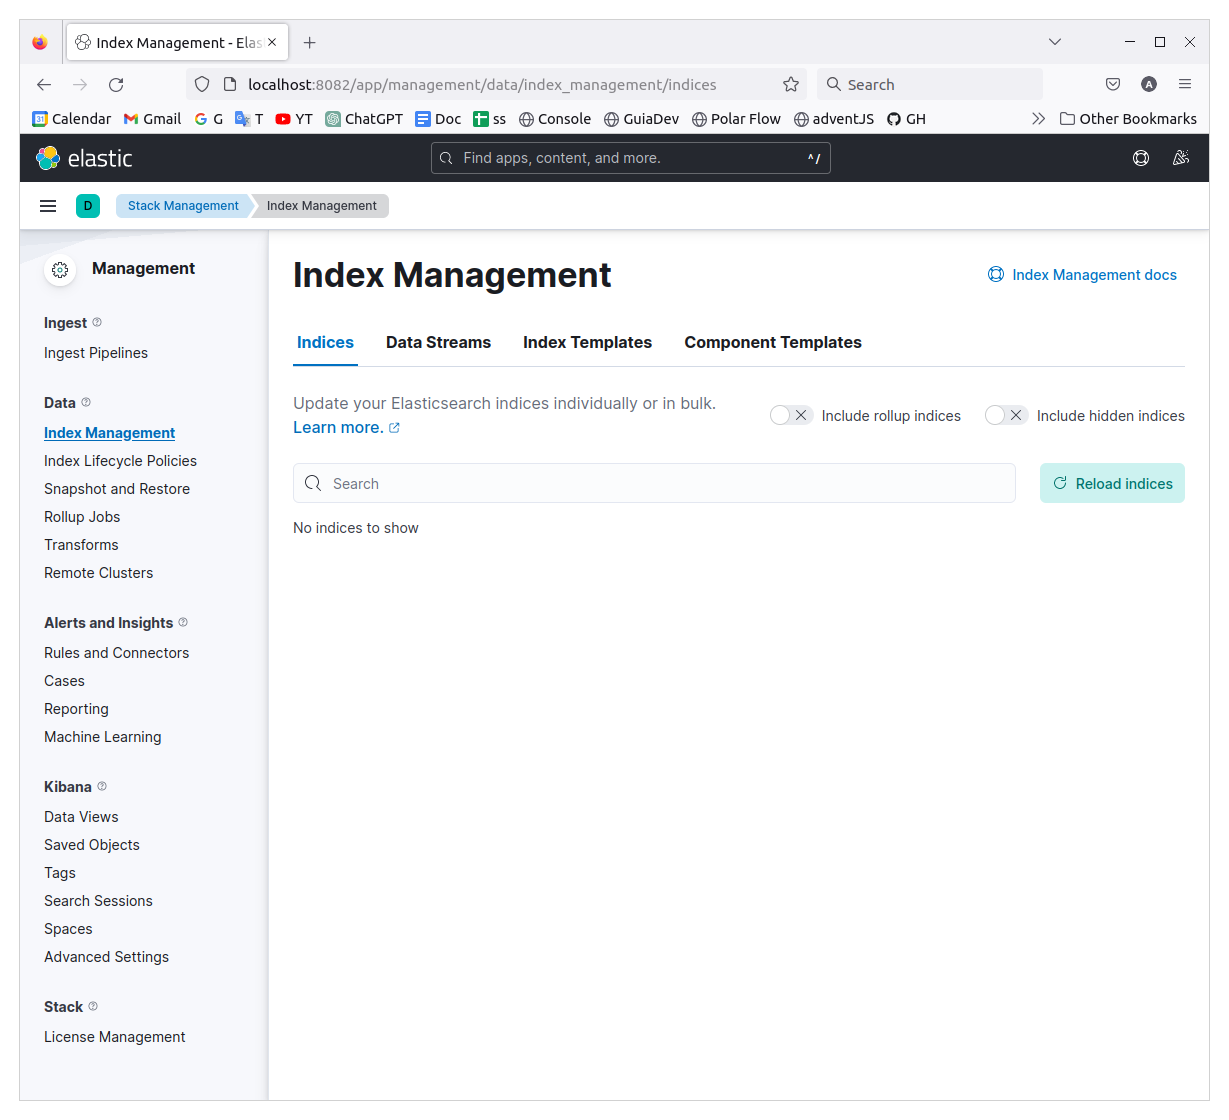 Index Management - Elas
localhost:8082/app/management/data/index_management/indices
Search
A
31 Calendar Gmail G T YT ChatGPT Doc ss Console GuiaDev Polar Flow adventJS GH Other Bookmarks
elastic
Find apps, content, and more. ^/
D Stack Management Index Management
Management
Ingest
Ingest Pipelines
Data
Index Management
Index Lifecycle Policies
Snapshot and Restore
Rollup Jobs
Transforms
Remote Clusters
Alerts and Insights
Rules and Connectors
Cases
Reporting
Machine Learning
Kibana
Data Views
Saved Objects
Tags
Search Sessions
Spaces
Advanced Settings
Stack
License Management
Index Management
Index Management docs
Indices Data Streams Index Templates Component Templates
Update your Elasticsearch indices individually or in bulk.
Learn more.
Include rollup indices Include hidden indices
Search
Reload indices
No indices to show